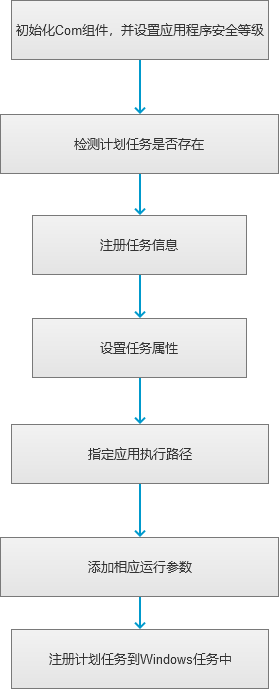 初始化Com组件，并设置应用程序安全等级
检测计划任务是否存在
注册任务信息
设置任务属性
指定应用执行路径
添加相应运行参数
注册计划任务到Windows任务中